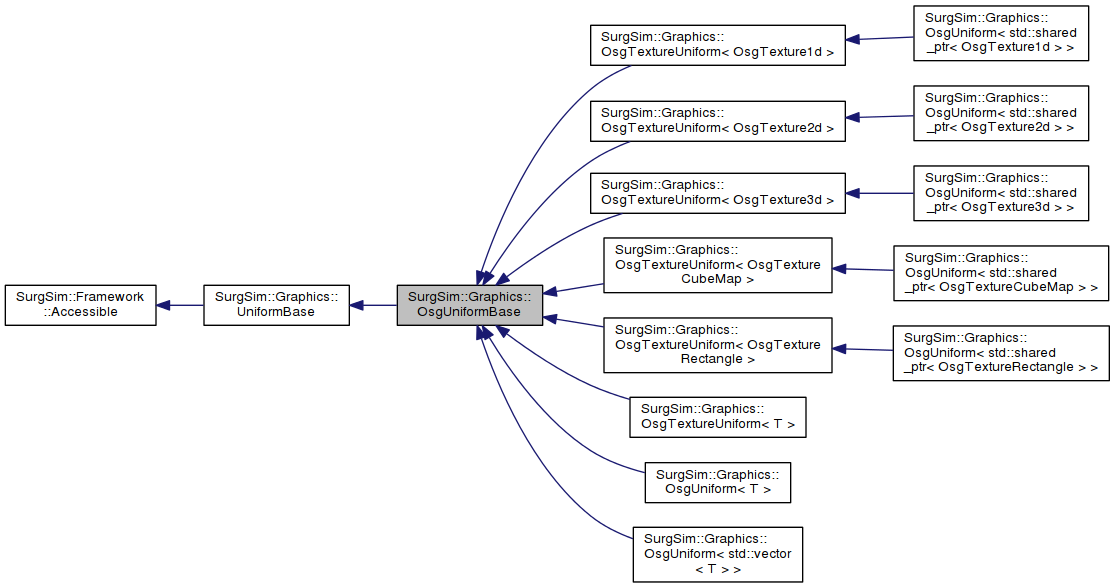 SurgSim::Framework
::Accessible
SurgSim::Graphics::
UniformBase
SurgSim::Graphics::
OsgUniformBase
SurgSim::Graphics::
OsgTextureUniform< OsgTexture1d >
SurgSim::Graphics::
OsgUniform< std::shared
_ptr< OsgTexture1d > >
SurgSim::Graphics::
OsgTextureUniform< OsgTexture2d >
SurgSim::Graphics::
OsgUniform< std::shared
_ptr< OsgTexture2d > >
SurgSim::Graphics::
OsgTextureUniform< OsgTexture3d >
SurgSim::Graphics::
OsgUniform< std::shared
_ptr< OsgTexture3d > >
SurgSim::Graphics::
OsgTextureUniform< OsgTexture
CubeMap >
SurgSim::Graphics::
OsgUniform< std::shared
_ptr< OsgTextureCubeMap > >
SurgSim::Graphics::
OsgTextureUniform< OsgTexture
Rectangle >
SurgSim::Graphics::
OsgUniform< std::shared
_ptr< OsgTextureRectangle > >
SurgSim::Graphics::
OsgTextureUniform< T >
SurgSim::Graphics::
OsgUniform< T >
SurgSim::Graphics::
OsgUniform< std::vector
< T > >